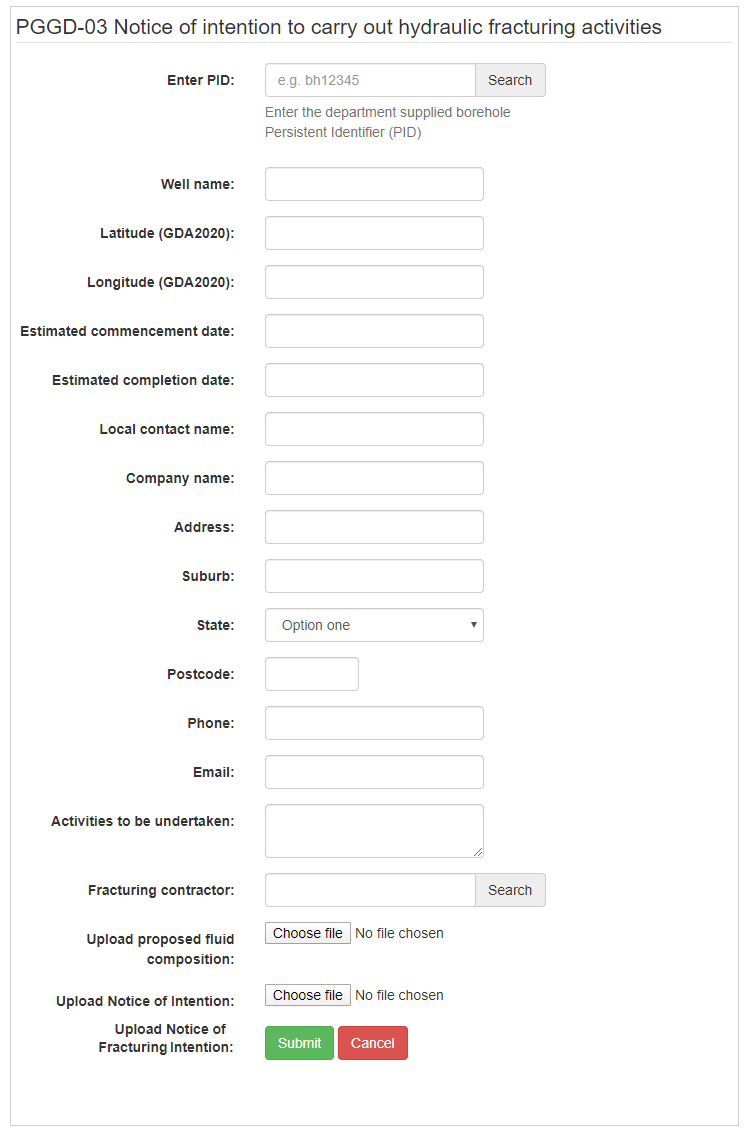 PGGD-03 Notice of intention to carry out hydraulic fracturing activities
Enter PID: e.g. bh12345 Search
Enter the department supplied borehole
Persistent Identifier (PID)
Well name:
Latitude (GDA2020):
Longitude (GDA2020):
Estimated commencement date:
Estimated completion date:
Local contact name:
Company name:
Address:
Suburb:
State: Option one
Postcode:
Phone:
Email:
Activities to be undertaken:
Fracturing contractor: Search
Upload proposed fluid
composition:
Choose file No file chosen
Upload Notice of Intention: Choose file No file chosen
Upload Notice of
Fracturing Intention:
Submit Cancel